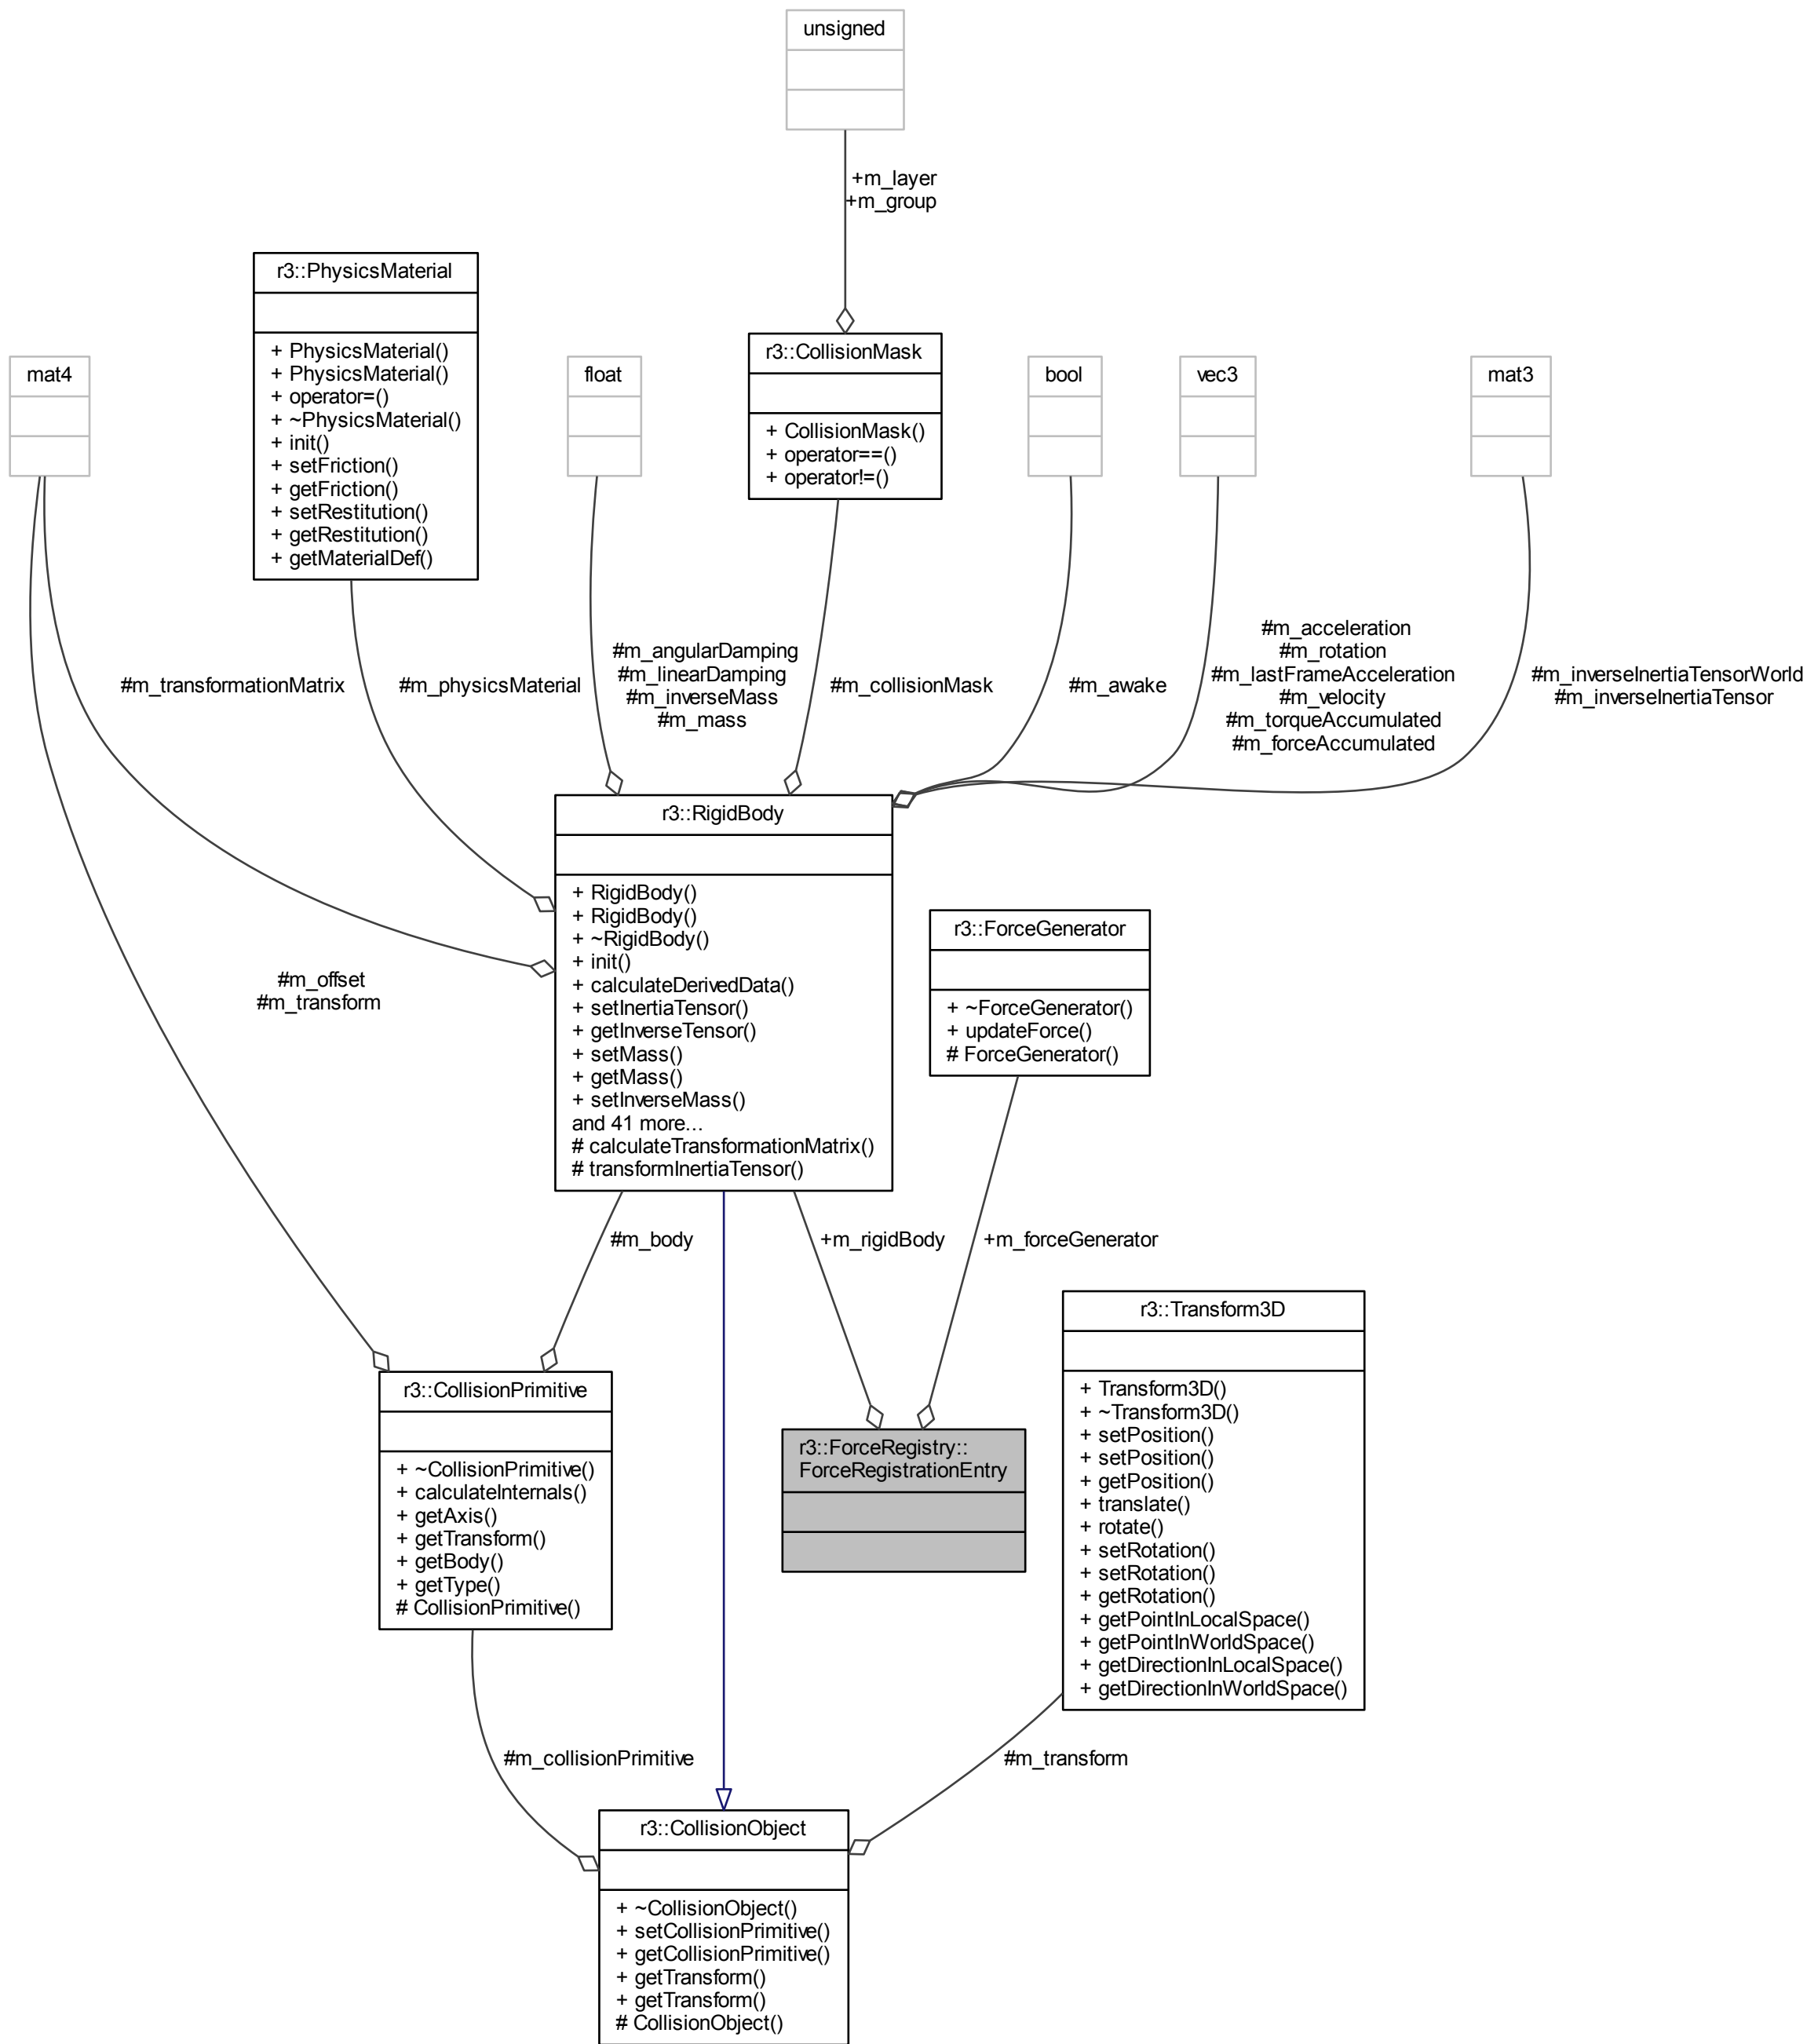 unsigned
+m_layer
+m_group
r3::PhysicsMaterial
+ PhysicsMaterial()
+ PhysicsMaterial()
+ operator=()
+ ~PhysicsMaterial()
+ init()
+ setFriction()
+ getFriction()
+ setRestitution()
+ getRestitution()
+ getMaterialDef()
r3::CollisionMask
+ CollisionMask()
+ operator==()
+ operator!=()
mat4
float
bool
vec3
mat3
#m_transformationMatrix
#m_physicsMaterial
#m_angularDamping
#m_linearDamping
#m_inverseMass
#m_mass
#m_collisionMask
#m_awake
#m_acceleration
#m_rotation
#m_lastFrameAcceleration
#m_velocity
#m_torqueAccumulated
#m_forceAccumulated
#m_inverseInertiaTensorWorld
#m_inverseInertiaTensor
r3::RigidBody
+ RigidBody()
+ RigidBody()
+ ~RigidBody()
+ init()
+ calculateDerivedData()
+ setInertiaTensor()
+ getInverseTensor()
+ setMass()
+ getMass()
+ setInverseMass()
and 41 more...
# calculateTransformationMatrix()
# transformInertiaTensor()
r3::ForceGenerator
+ ~ForceGenerator()
+ updateForce()
# ForceGenerator()
#m_offset
#m_transform
#m_body
+m_rigidBody
+m_forceGenerator
r3::Transform3D
+ Transform3D()
+ ~Transform3D()
+ setPosition()
+ setPosition()
+ getPosition()
+ translate()
+ rotate()
+ setRotation()
+ setRotation()
+ getRotation()
+ getPointInLocalSpace()
+ getPointInWorldSpace()
+ getDirectionInLocalSpace()
+ getDirectionInWorldSpace()
r3::CollisionPrimitive
+ ~CollisionPrimitive()
+ calculateInternals()
+ getAxis()
+ getTransform()
+ getBody()
+ getType()
# CollisionPrimitive()
r3::ForceRegistry::
ForceRegistrationEntry
#m_collisionPrimitive
#m_transform
r3::CollisionObject
+ ~CollisionObject()
+ setCollisionPrimitive()
+ getCollisionPrimitive()
+ getTransform()
+ getTransform()
# CollisionObject()